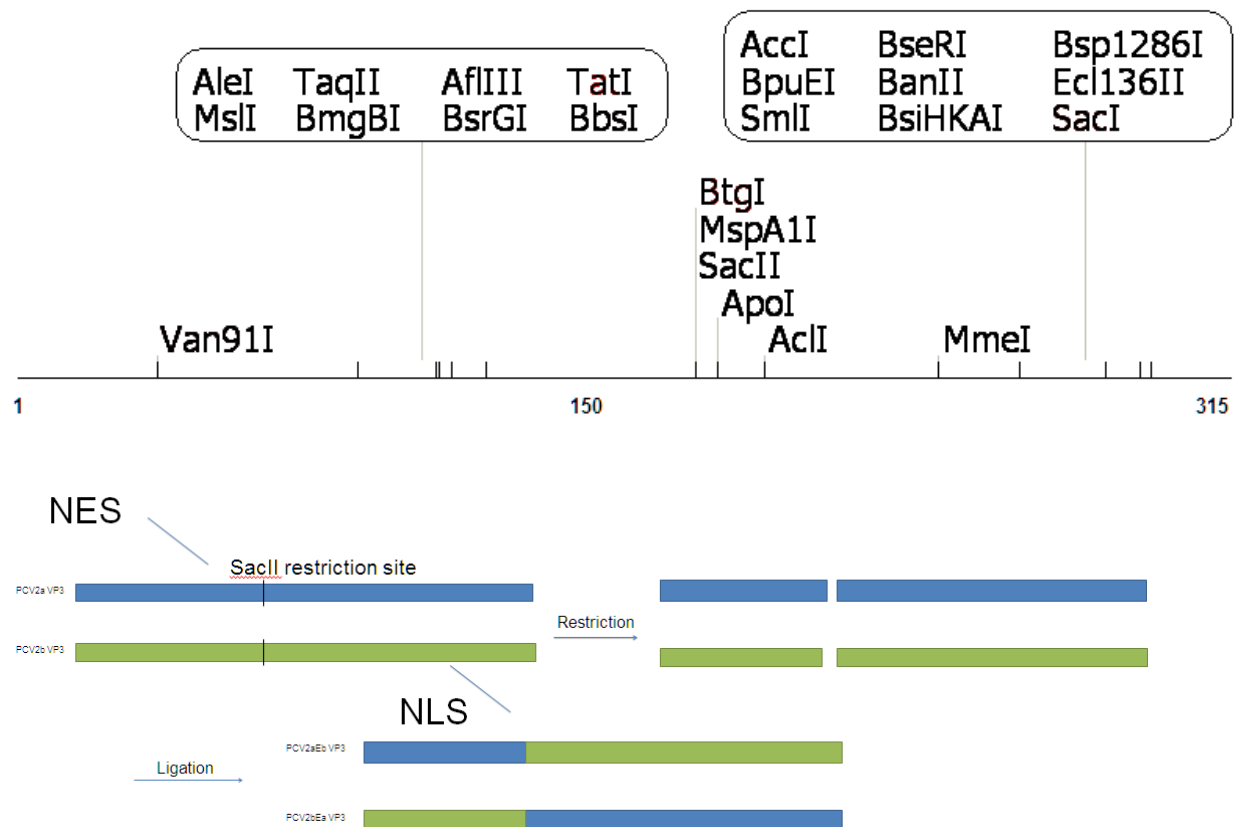 AleI TaqII AflIII TatI
MslI BmgBI BsrGI BbsI
AccI BseRI Bsp1286I
BpuEI BanII Ecl136II
SmlI BsiHKAI SacI
BtgI
MspA1I
SacII
ApoI
Van91I AclI MmeI
1 150 315
NES
SacII restriction site
PCV2a VP3
Restriction
PCV2b VP3
NLS
PCV2aEb VP3
Ligation
PCV2bEa VP3